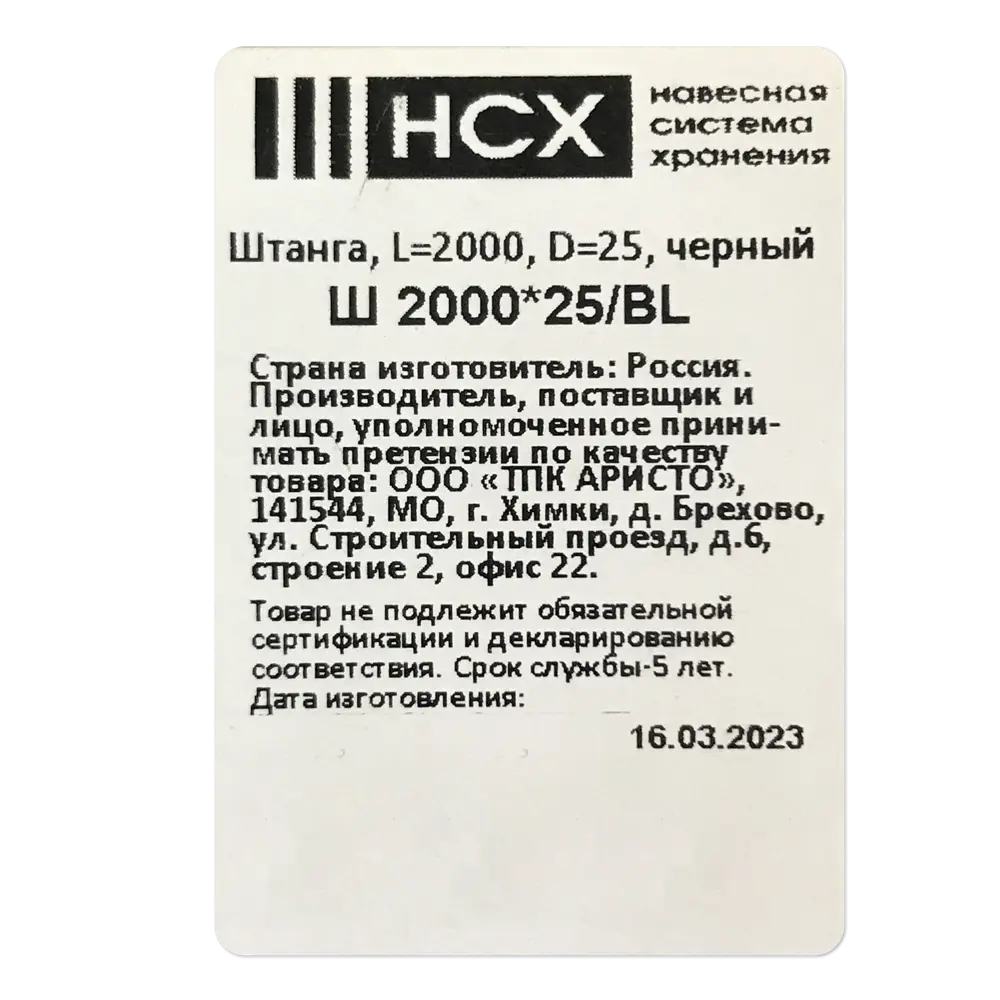 НСХ
навесная
система
хранения
Штанга, L=2000, D=25, черный
Ш 2000*25/BL
Страна изготовитель: Россия.
Производитель, поставщик и
лицо, уполномоченное прини-
мать претензии по качеству
товара: ООО «ТПК АРИСТО»,
141544, МО, г. Химки, д. Брехово,
ул. Строительный проезд, д.6,
строение 2, офис 22.
Товар не подлежит обязательной
сертификации и декларированию
соответствия. Срок службы-5 лет.
Дата изготовления:
16.03.2023